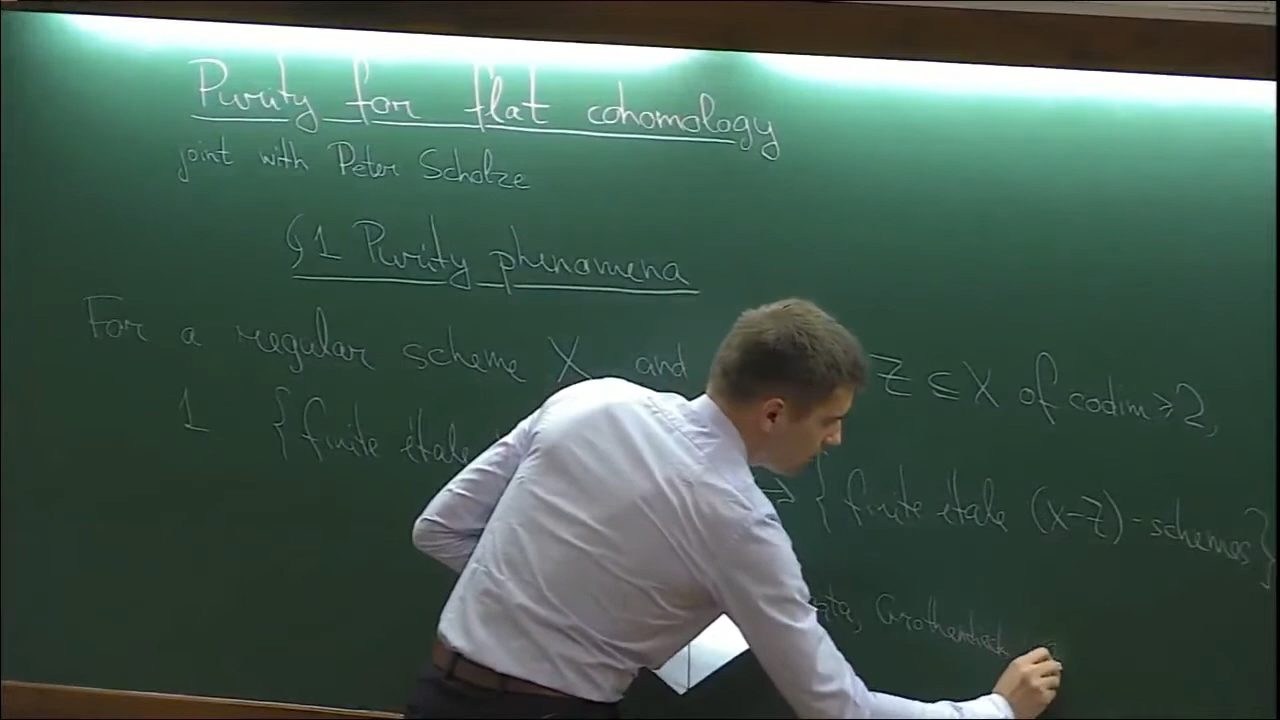 Purity for flat cohomology
joint with Peter Scholze
§1 Purity phenomena
For a regular scheme X and Z ⊆ X of codim ≥ 2,
1 {finite étale
{finite étale (X-Z)-schemes}
Grothendieck